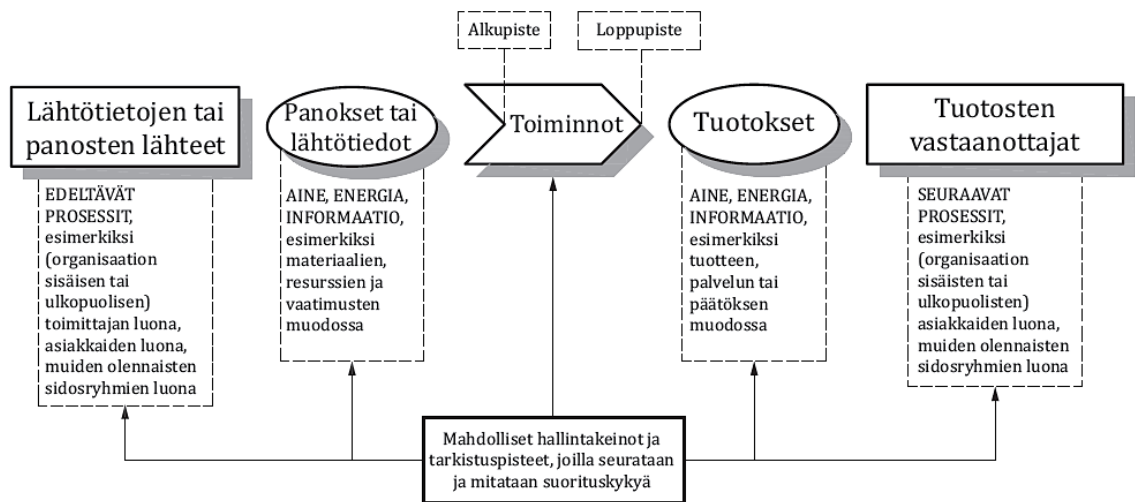 Alkupiste
Loppupiste
Lähtötietojen tai
panosten lähteet
Panokset tai
lähtötiedot
Toiminnot
Tuotokset
Tuotosten
vastaanottajat
EDELTÄVÄT
PROSESSIT,
esimerkiksi
(organisaation
sisäisen tai
ulkopuolisen)
toimittajan luona,
asiakkaiden luona,
muiden olennaisten
sidosryhmien luona
AINE, ENERGIA,
INFORMAATIO,
esimerkiksi
materiaalien,
resurssien ja
vaatimusten
muodossa
AINE, ENERGIA,
INFORMAATIO,
esimerkiksi
tuotteen,
palvelun tai
päätöksen
muodossa
SEURAAVAT
PROSESSIT,
esimerkiksi
(organisaation
sisäisten tai
ulkopuolisten)
asiakkaiden luona,
muiden olennaisten
sidosryhmien luona
Mahdolliset hallintakeinot ja
tarkistuspisteet, joilla seurataan
ja mitataan suorituskykyä